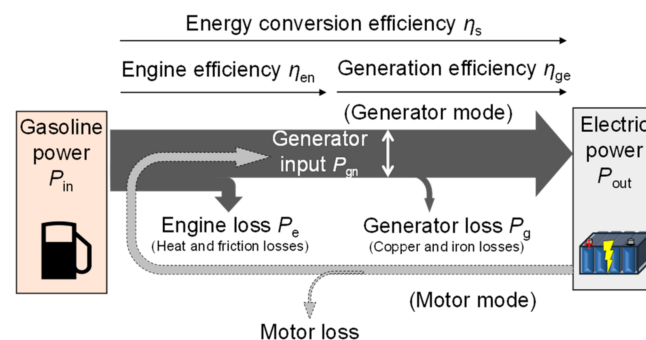 Energy conversion efficiency ηs
Engine efficiency ηen
Generation efficiency ηge
(Generator mode)
Gasoline
power
Pin
Generator
input Pgn
Electric
power
Pout
Engine loss Pe
(Heat and friction losses)
Generator loss Pg
(Copper and iron losses)
(Motor mode)
Motor loss